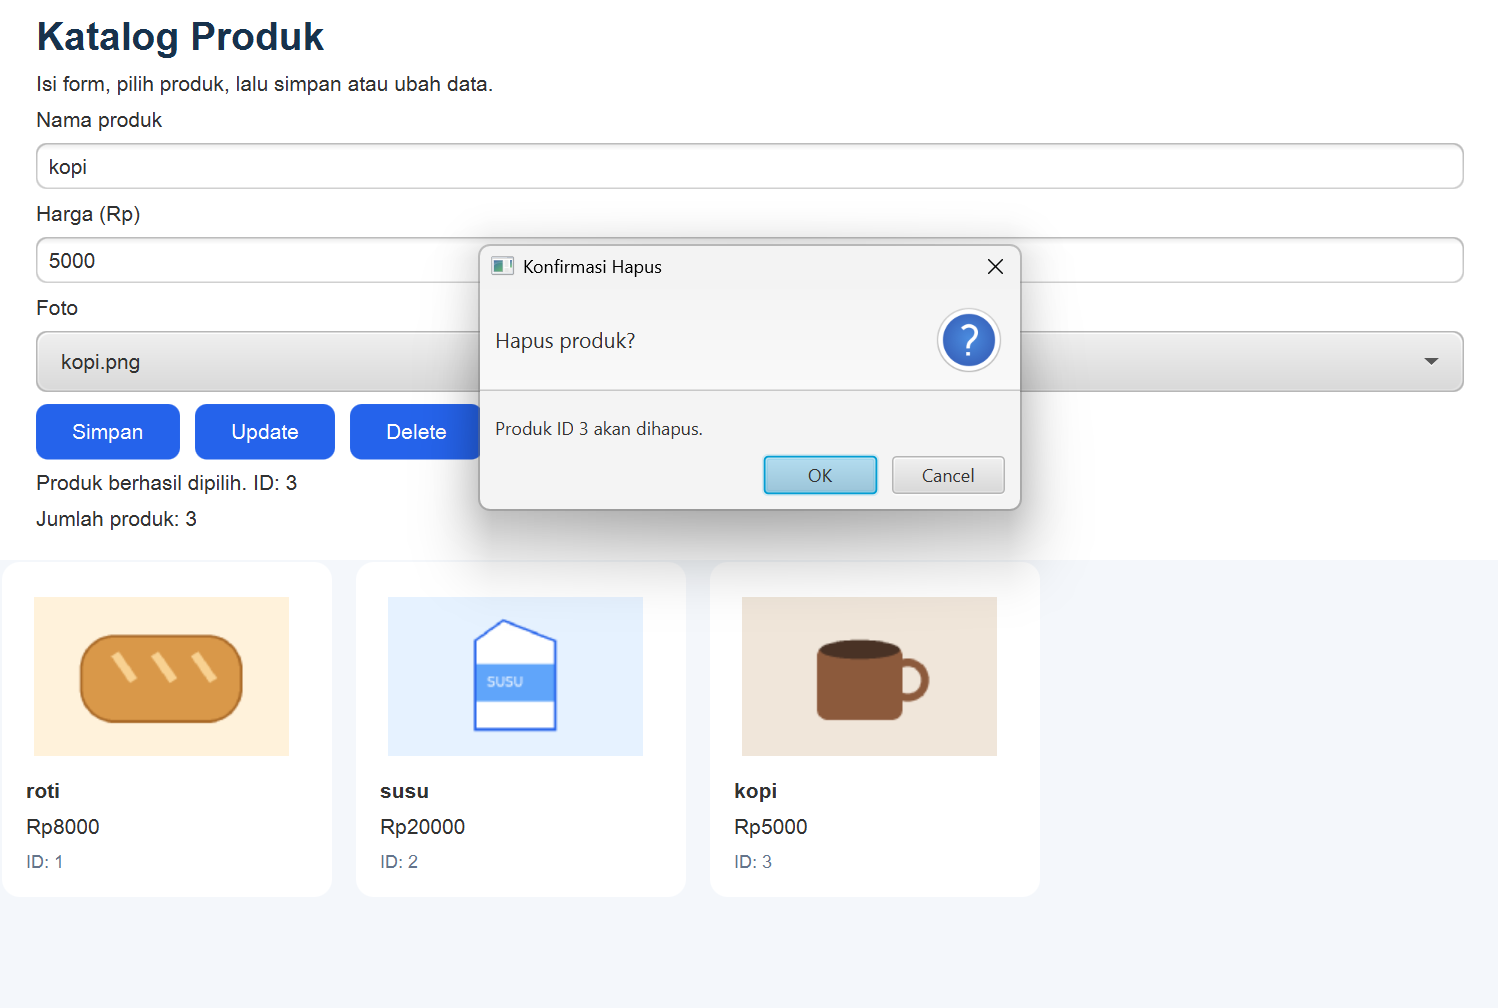 Katalog Produk
Isi form, pilih produk, lalu simpan atau ubah data.
Nama produk
kopi
Harga (Rp)
5000
Foto
kopi.png
Simpan Update Delete
Produk berhasil dipilih. ID: 3
Jumlah produk: 3
Konfirmasi Hapus
Hapus produk?
?
Produk ID 3 akan dihapus.
OK Cancel
SUSU
roti
Rp8000
ID: 1
susu
Rp20000
ID: 2
kopi
Rp5000
ID: 3